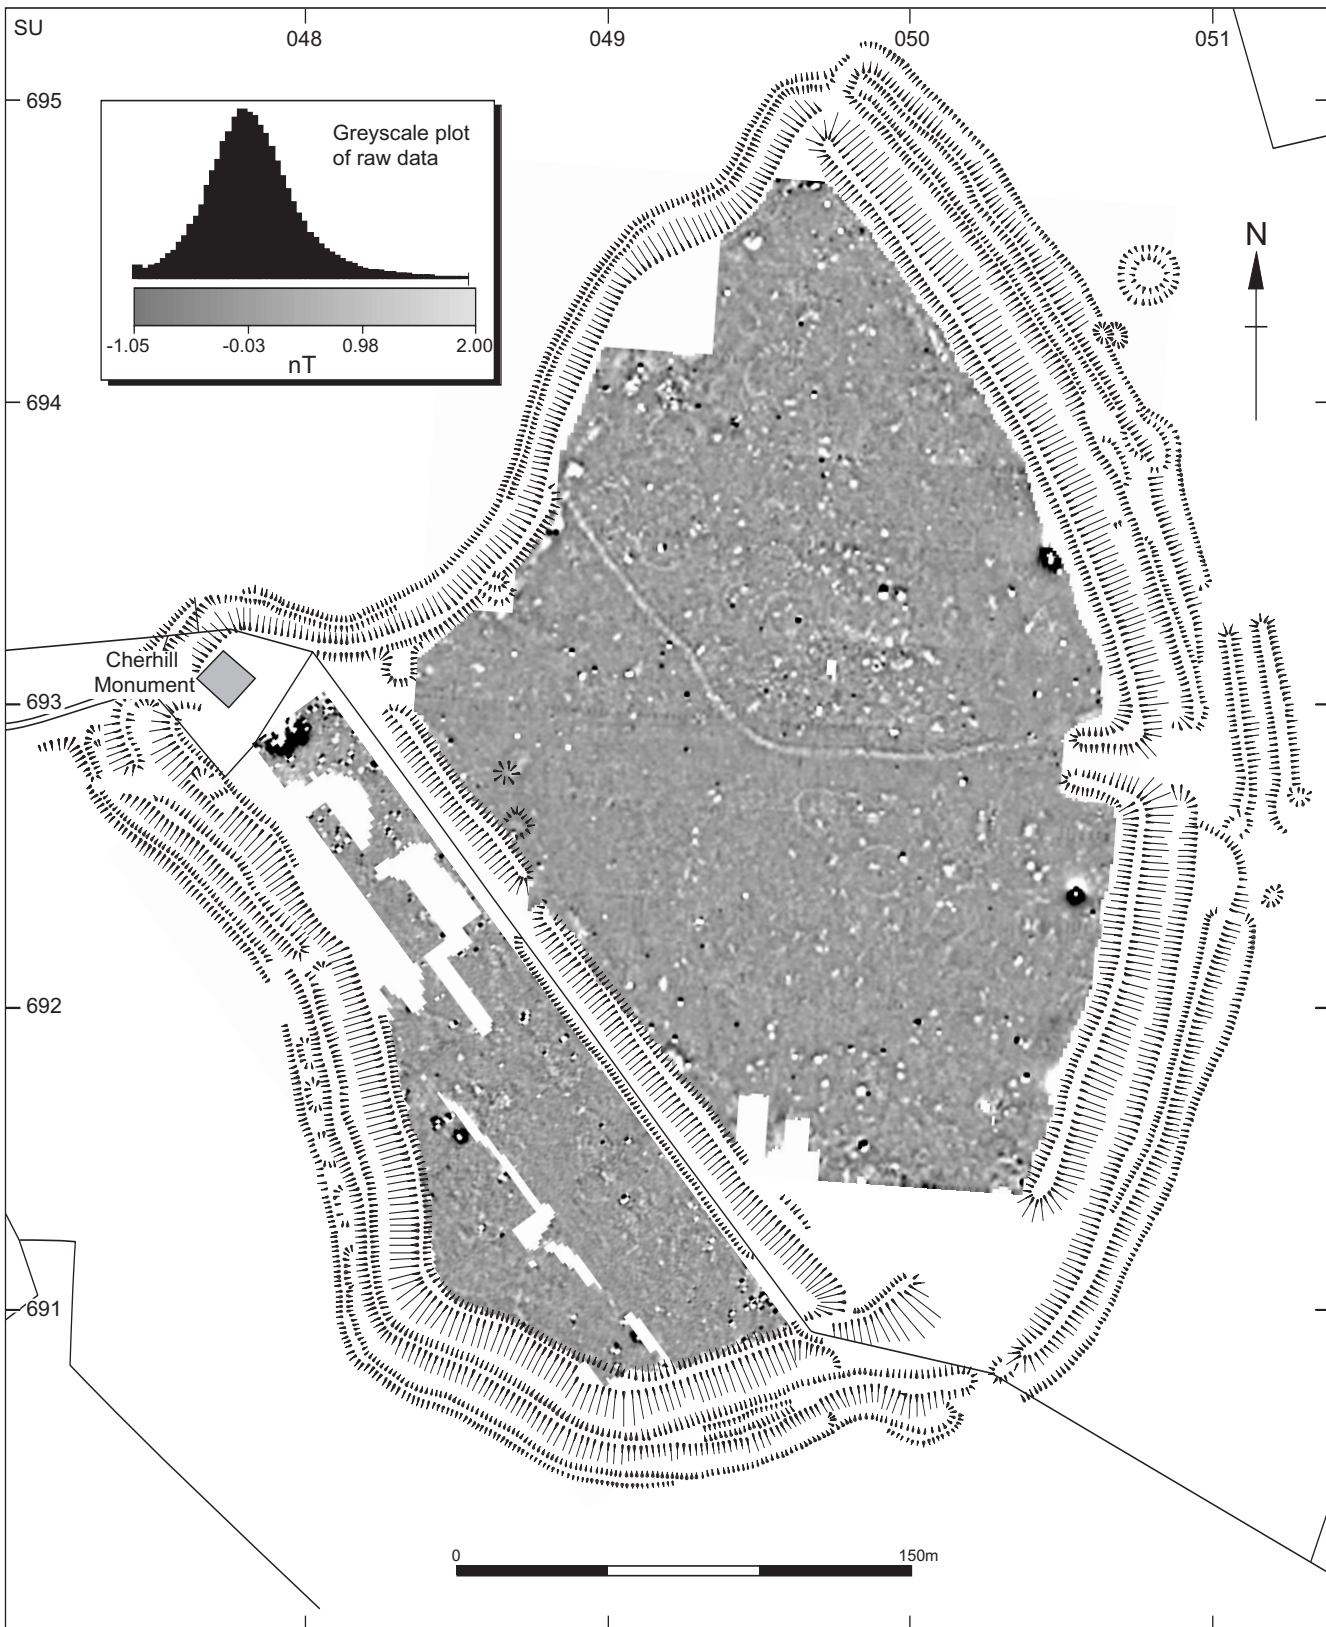 SU
048
049
050
051
695
694
693
692
691
Greyscale plot
of raw data
-1.05
-0.03
0.98
2.00
nT
N
Cherhill
Monument
0
150m